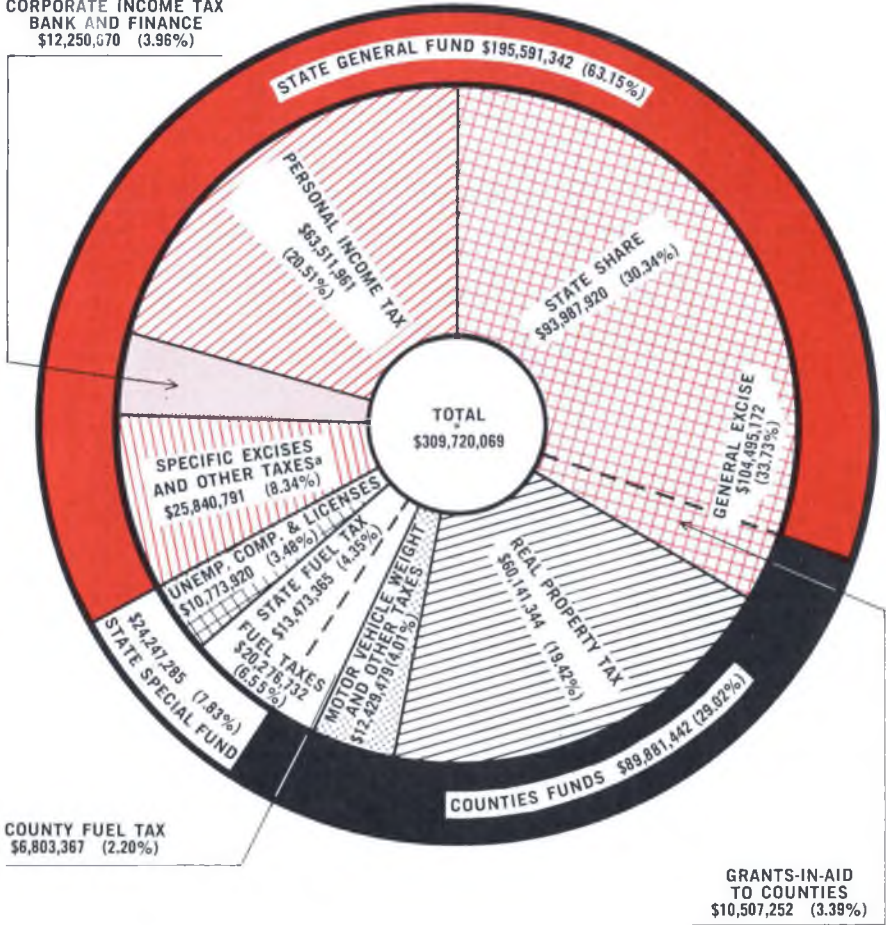 CORPORATE INCOME TAX
BANK AND FINANCE
$12,250,670 (3.96%)
STATE GENERAL FUND $195,591,342 (63.15%)
PERSONAL INCOME TAX
$63,511,961
(20.51%)
STATE SHARE
$93,987,920 (30.34%)
GENERAL EXCISE
$104,495,172
(33.73%)
TOTAL
$309,720,069
SPECIFIC EXCISES
AND OTHER TAXESa
$25,840,791 (8.34%)
UNEMP. COMP. & LICENSES
$10,773,920 (3.48%)
STATE FUEL TAX
$13,473,365 (4.35%)
FUEL TAXES
$20,276,732
(6.55%)
MOTOR VEHICLE WEIGHT
AND OTHER TAXES
$12,429,479 (4.01%)
REAL PROPERTY TAX
$60,141,344 (19.42%)
$24,247,285 (7.83%)
STATE SPECIAL FUND
COUNTIES FUNDS $89,881,442 (29.02%)
COUNTY FUEL TAX
$6,803,367 (2.20%)
GRANTS-IN-AID
TO COUNTIES
$10,507,252 (3.39%)